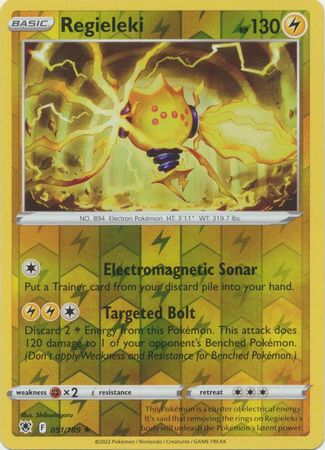 BASIC
Regieleki
HP 130
NO. 894 Electron Pokémon HT: 3'11" WT: 319.7 lbs.
Electromagnetic Sonar
Put a Trainer card from your discard pile into your hand.
Targeted Bolt
Discard 2 Energy from this Pokémon. This attack does
120 damage to 1 of your opponent's Benched Pokémon.
(Don't apply Weakness and Resistance for Benched Pokémon.)
weakness ×2 resistance retreat
Illus. Shiburingaru
F 051/189 ★
This Pokémon is a cluster of electrical energy.
It's said that removing the rings on Regieleki's
body will unleash the Pokémon's latent power.
©2022 Pokémon / Nintendo / Creatures / GAME FREAK